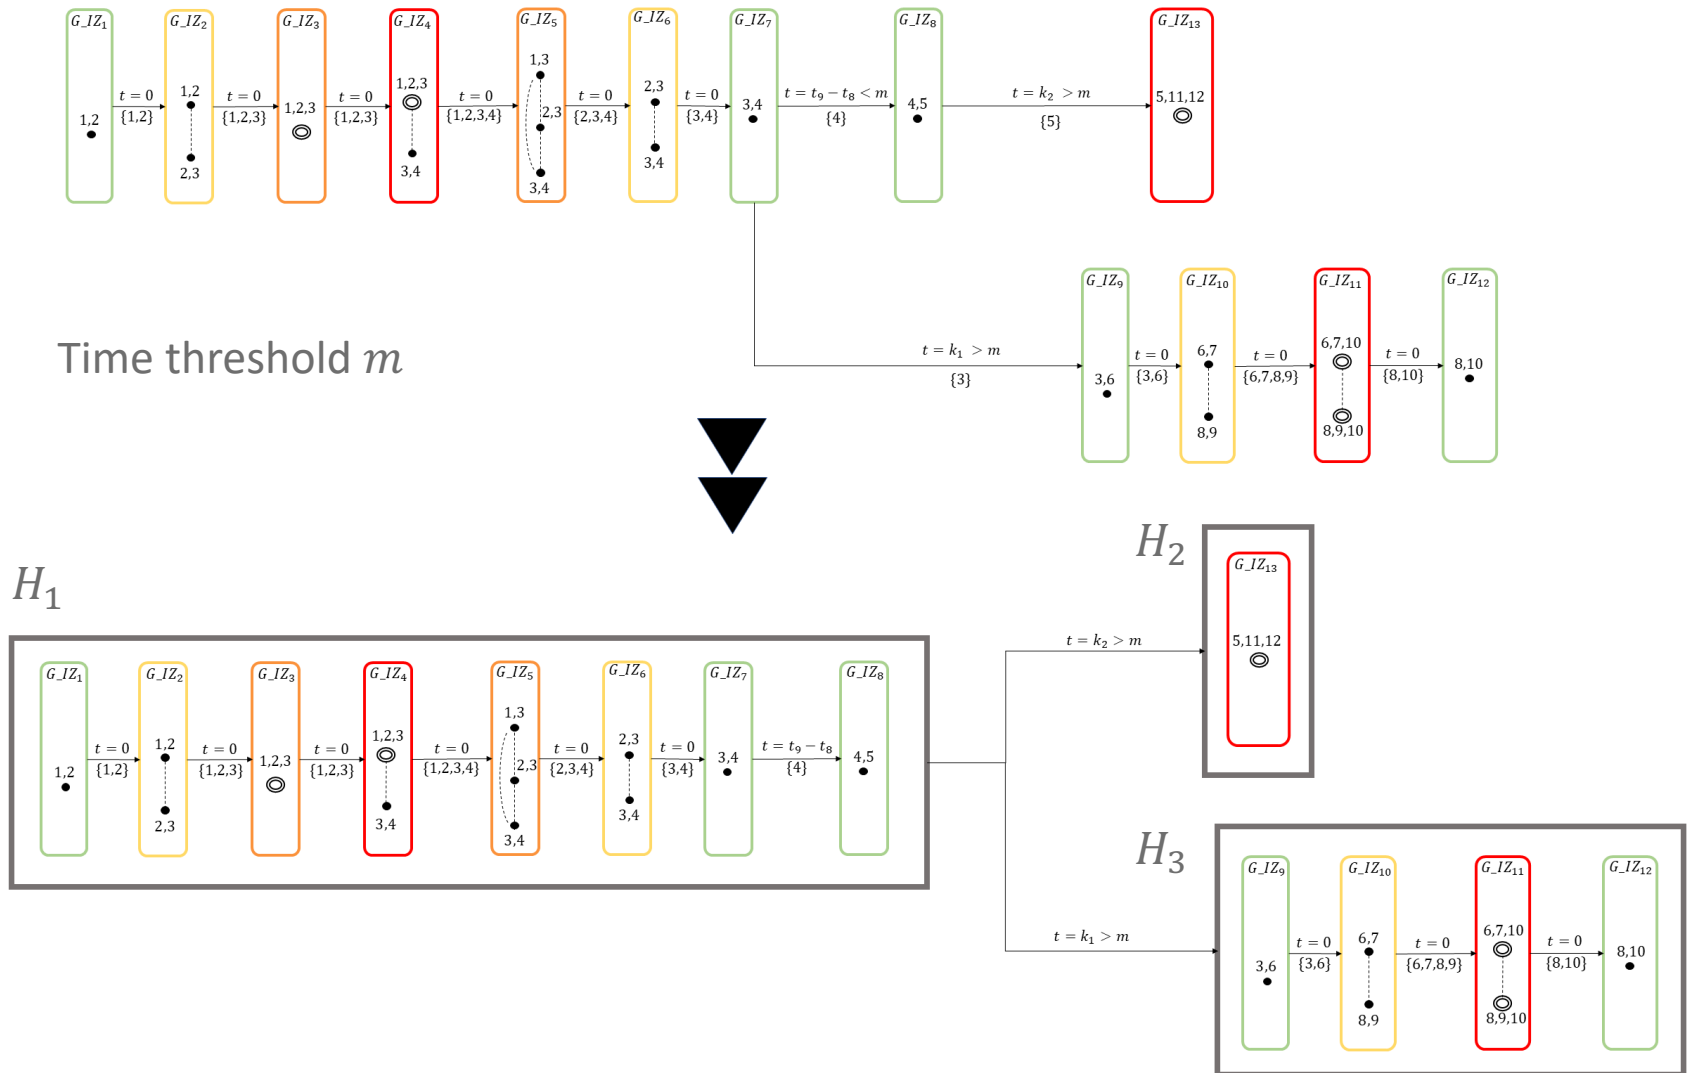 G_IZ₁ G_IZ₂ G_IZ₃ G_IZ₄ G_IZ₅ G_IZ₆ G_IZ₇ G_IZ₈ G_IZ₁₃
1,2
t = 0
{1,2}
1,2
2,3
t = 0
{1,2,3}
1,2,3
t = 0
{1,2,3}
1,2,3
3,4
t = 0
{1,2,3,4}
1,3
2,3
3,4
t = 0
{2,3,4}
2,3
3,4
t = 0
{3,4}
3,4
t = t₉ − t₈ < m
{4}
4,5
t = k₂ > m
{5}
5,11,12
G_IZ₉ G_IZ₁₀ G_IZ₁₁ G_IZ₁₂
t = k₁ > m
{3}
3,6
t = 0
{3,6}
6,7
8,9
t = 0
{6,7,8,9}
6,7,10
8,9,10
t = 0
{8,10}
8,10
Time threshold m
H₁
G_IZ₁ G_IZ₂ G_IZ₃ G_IZ₄ G_IZ₅ G_IZ₆ G_IZ₇ G_IZ₈
1,2
t = 0
{1,2}
1,2
2,3
t = 0
{1,2,3}
1,2,3
t = 0
{1,2,3}
1,2,3
3,4
t = 0
{1,2,3,4}
1,3
2,3
3,4
t = 0
{2,3,4}
2,3
3,4
t = 0
{3,4}
3,4
t = t₉ − t₈
{4}
4,5
H₂
G_IZ₁₃
t = k₂ > m
5,11,12
H₃
G_IZ₉ G_IZ₁₀ G_IZ₁₁ G_IZ₁₂
t = k₁ > m
3,6
t = 0
{3,6}
6,7
8,9
t = 0
{6,7,8,9}
6,7,10
8,9,10
t = 0
{8,10}
8,10